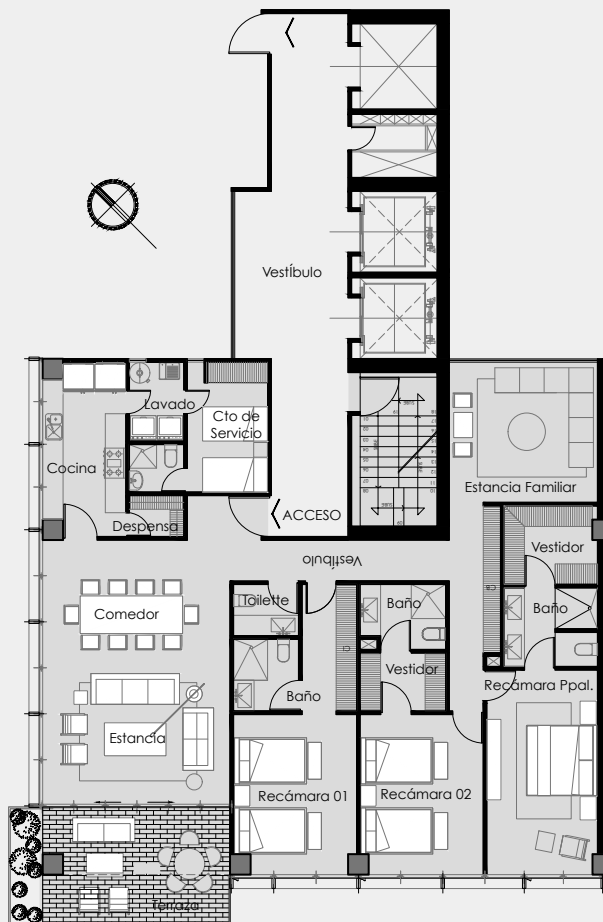 Vestíbulo
Lavado
Cto de
Servicio
Cocina
Despensa
ACCESO
Estancia Familiar
Vestíbulo
Vestidor
Toilette
Baño
Baño
Comedor
Vestidor
Baño
Recámara Ppal.
Estancia
Recámara 01
Recámara 02
Terraza